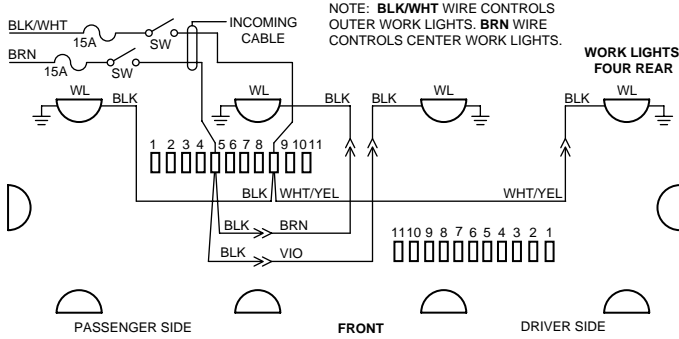 NOTE: BLK/WHT WIRE CONTROLS
OUTER WORK LIGHTS. BRN WIRE
CONTROLS CENTER WORK LIGHTS.
BLK/WHT
15A
SW
INCOMING
CABLE
BRN
15A
SW
WORK LIGHTS
FOUR REAR
WL
BLK
WL
BLK
BLK
WL
BLK
WL
1 2 3 4 5 6 7 8 9 10 11
BLK
WHT/YEL
WHT/YEL
BLK
BRN
BLK
VIO
11 10 9 8 7 6 5 4 3 2 1
PASSENGER SIDE
FRONT
DRIVER SIDE